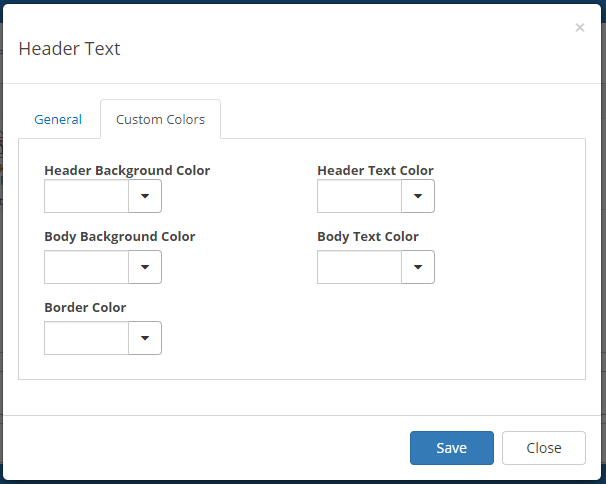 ×
Header Text
General Custom Colors
Header Background Color Header Text Color
Body Background Color Body Text Color
Border Color
Save Close